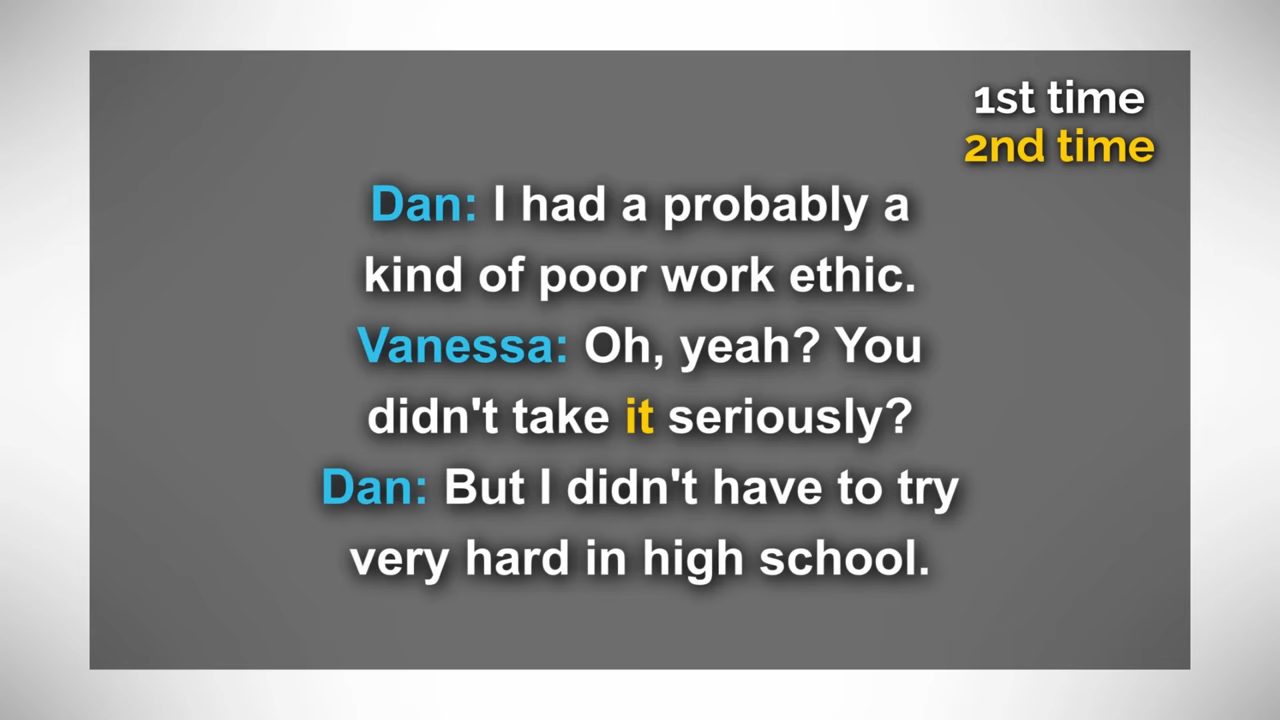 1st time
2nd time
Dan: I had a probably a
kind of poor work ethic.
Vanessa: Oh, yeah? You
didn't take it seriously?
Dan: But I didn't have to try
very hard in high school.